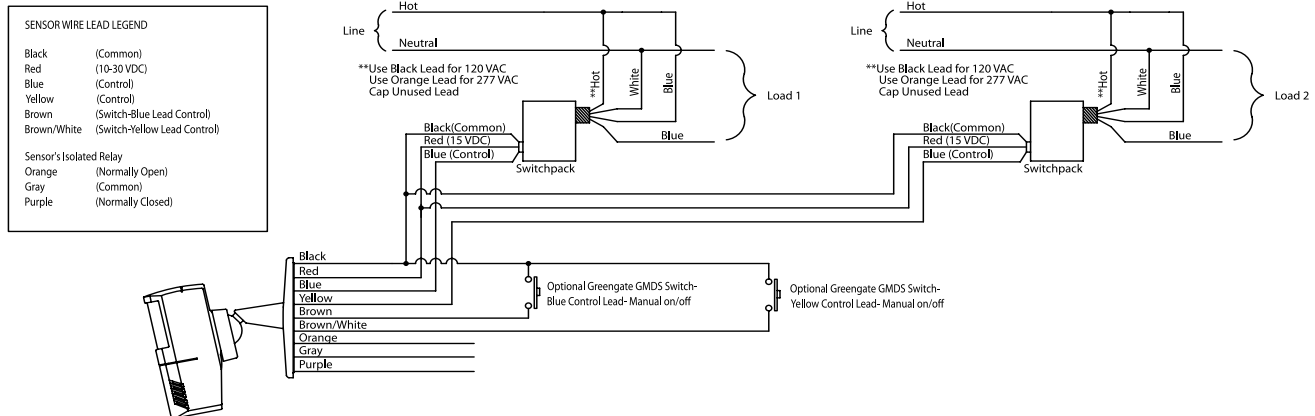 SENSOR WIRE LEAD LEGEND
Black (Common)
Red (10-30 VDC)
Blue (Control)
Yellow (Control)
Brown (Switch-Blue Lead Control)
Brown/White (Switch-Yellow Lead Control)
Sensor's Isolated Relay
Orange (Normally Open)
Gray (Common)
Purple (Normally Closed)
Hot
Line
Neutral
**Use Black Lead for 120 VAC
Use Orange Lead for 277 VAC
Cap Unused Lead
**Hot
White
Blue
Load 1
Black(Common)
Red (15 VDC)
Blue (Control)
Blue
Switchpack
Hot
Line
Neutral
**Use Black Lead for 120 VAC
Use Orange Lead for 277 VAC
Cap Unused Lead
**Hot
White
Blue
Load 2
Black(Common)
Red (15 VDC)
Blue (Control)
Blue
Switchpack
Black
Red
Blue
Yellow
Brown
Brown/White
Orange
Gray
Purple
Optional Greengate GMDS Switch-
Blue Control Lead- Manual on/off
Optional Greengate GMDS Switch-
Yellow Control Lead- Manual on/off